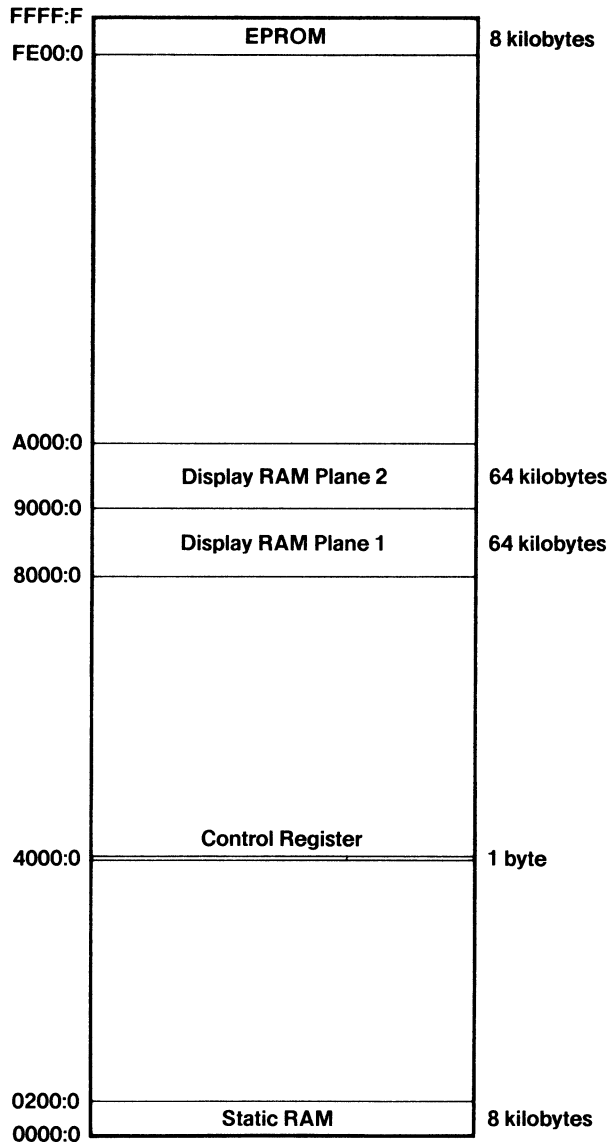 FFFF:F
EPROM 8 kilobytes
FE00:0
A000:0
Display RAM Plane 2 64 kilobytes
9000:0
Display RAM Plane 1 64 kilobytes
8000:0
Control Register
4000:0 1 byte
0200:0
Static RAM 8 kilobytes
0000:0